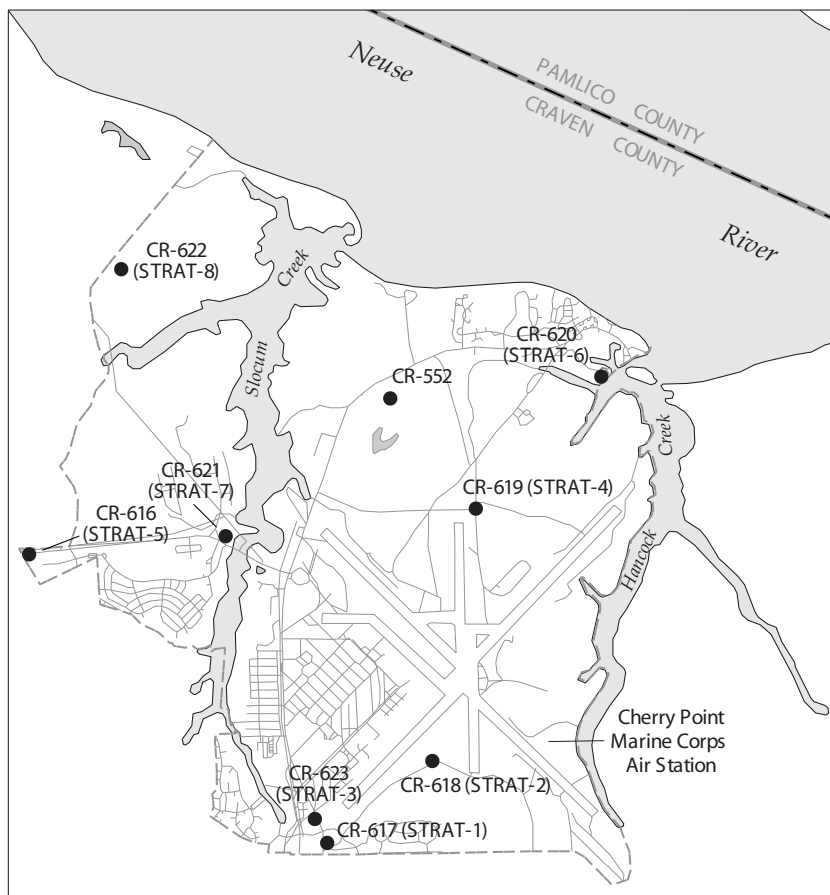 Neuse
River
PAMLICO COUNTY
CRAVEN COUNTY
CR-622
(STRAT-8)
Creek
Slocum
CR-620
(STRAT-6)
CR-552
Creek
Hancock
CR-621
(STRAT-7)
CR-619 (STRAT-4)
CR-616
(STRAT-5)
Cherry Point
Marine Corps
Air Station
CR-623
(STRAT-3)
CR-618 (STRAT-2)
CR-617 (STRAT-1)